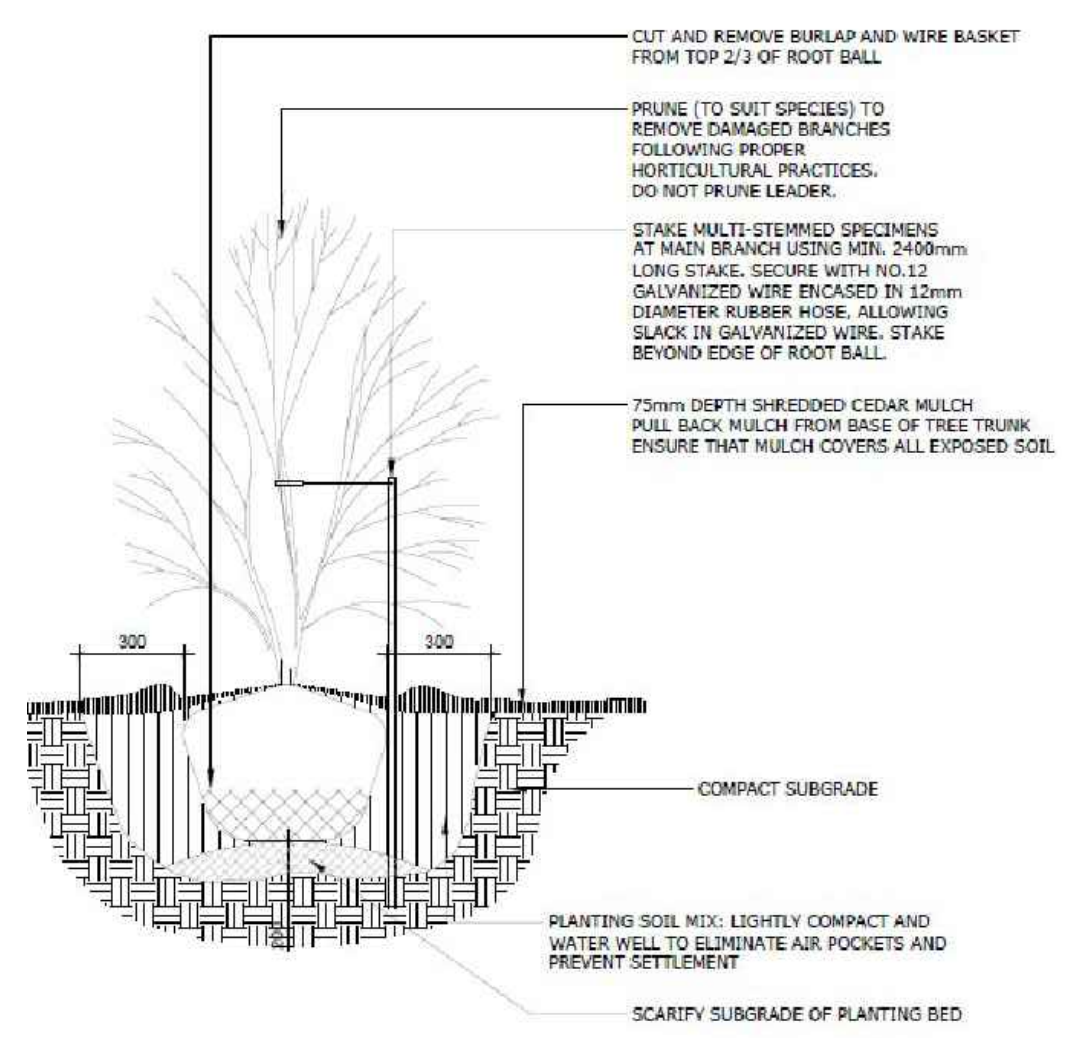 CUT AND REMOVE BURLAP AND WIRE BASKET
FROM TOP 2/3 OF ROOT BALL
PRUNE (TO SUIT SPECIES) TO
REMOVE DAMAGED BRANCHES
FOLLOWING PROPER
HORTICULTURAL PRACTICES.
DO NOT PRUNE LEADER.
STAKE MULTI-STEMMED SPECIMENS
AT MAIN BRANCH USING MIN. 2400mm
LONG STAKE. SECURE WITH NO.12
GALVANIZED WIRE ENCASED IN 12mm
DIAMETER RUBBER HOSE, ALLOWING
SLACK IN GALVANIZED WIRE. STAKE
BEYOND EDGE OF ROOT BALL.
75mm DEPTH SHREDDED CEDAR MULCH
PULL BACK MULCH FROM BASE OF TREE TRUNK
ENSURE THAT MULCH COVERS ALL EXPOSED SOIL
300
300
COMPACT SUBGRADE
PLANTING SOIL MIX: LIGHTLY COMPACT AND
WATER WELL TO ELIMINATE AIR POCKETS AND
PREVENT SETTLEMENT
SCARIFY SUBGRADE OF PLANTING BED